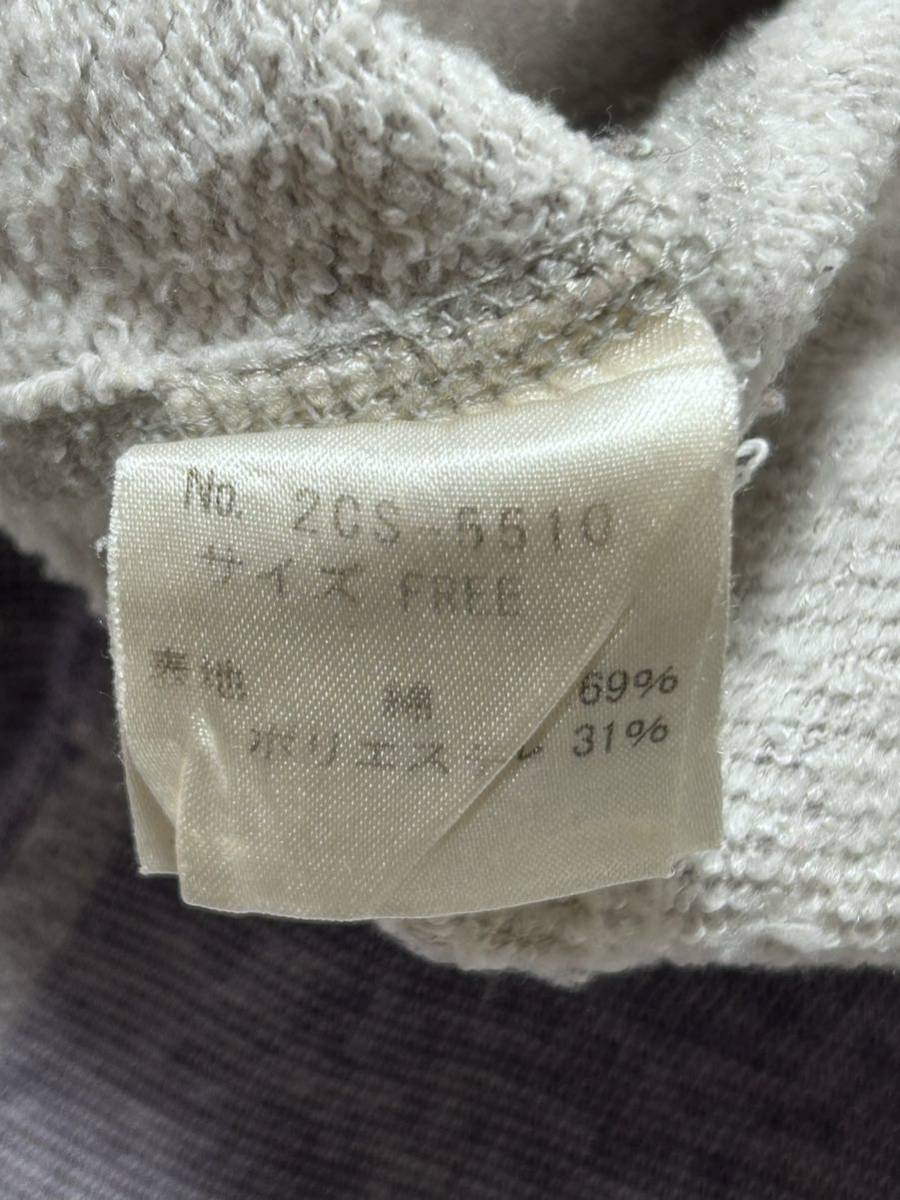 No. 2CS-5510
サイズ FREE
表地 綿 69%
ポリエステル 31%